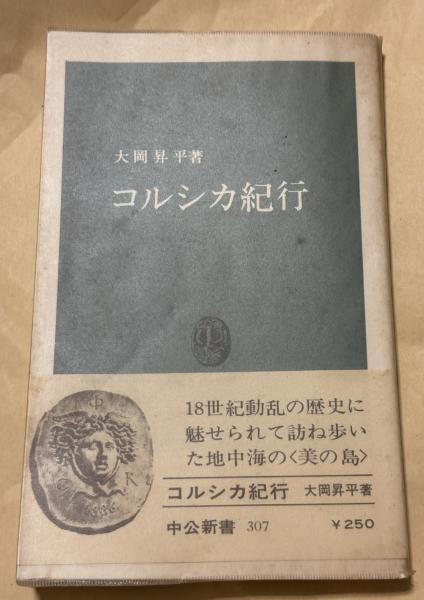 大岡昇平著
コルシカ紀行
18世紀動乱の歴史に
魅せられて訪ね歩い
た地中海の〈美の島〉
コルシカ紀行 大岡昇平著
中公新書 307 ￥250